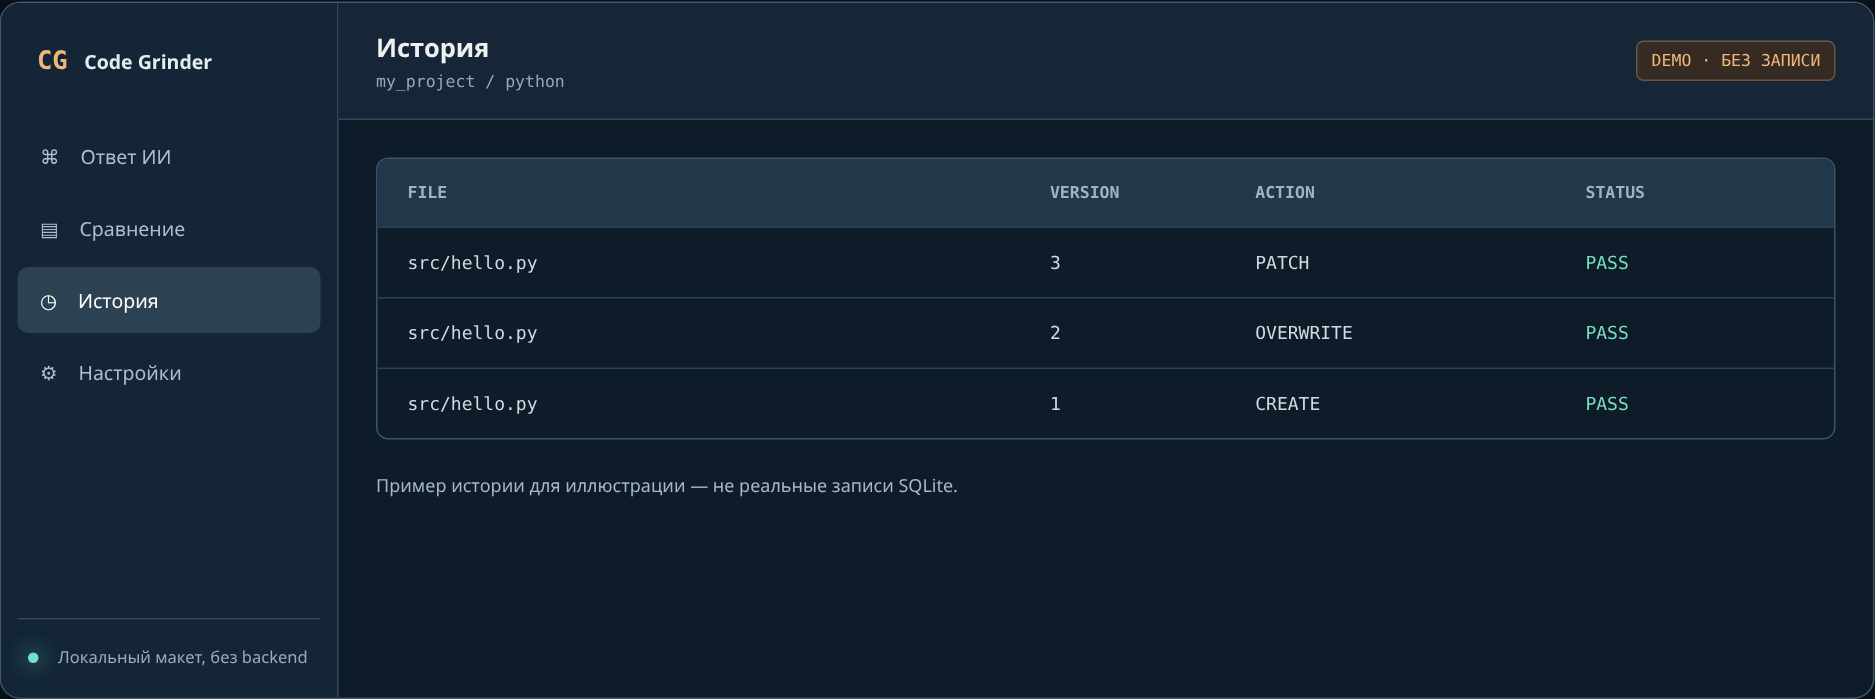 CG Code Grinder
⌘ Ответ ИИ
▤ Сравнение
◷ История
⚙ Настройки
Локальный макет, без backend
История
my_project / python
DEMO · БЕЗ ЗАПИСИ
FILE VERSION ACTION STATUS
src/hello.py 3 PATCH PASS
src/hello.py 2 OVERWRITE PASS
src/hello.py 1 CREATE PASS
Пример истории для иллюстрации — не реальные записи SQLite.